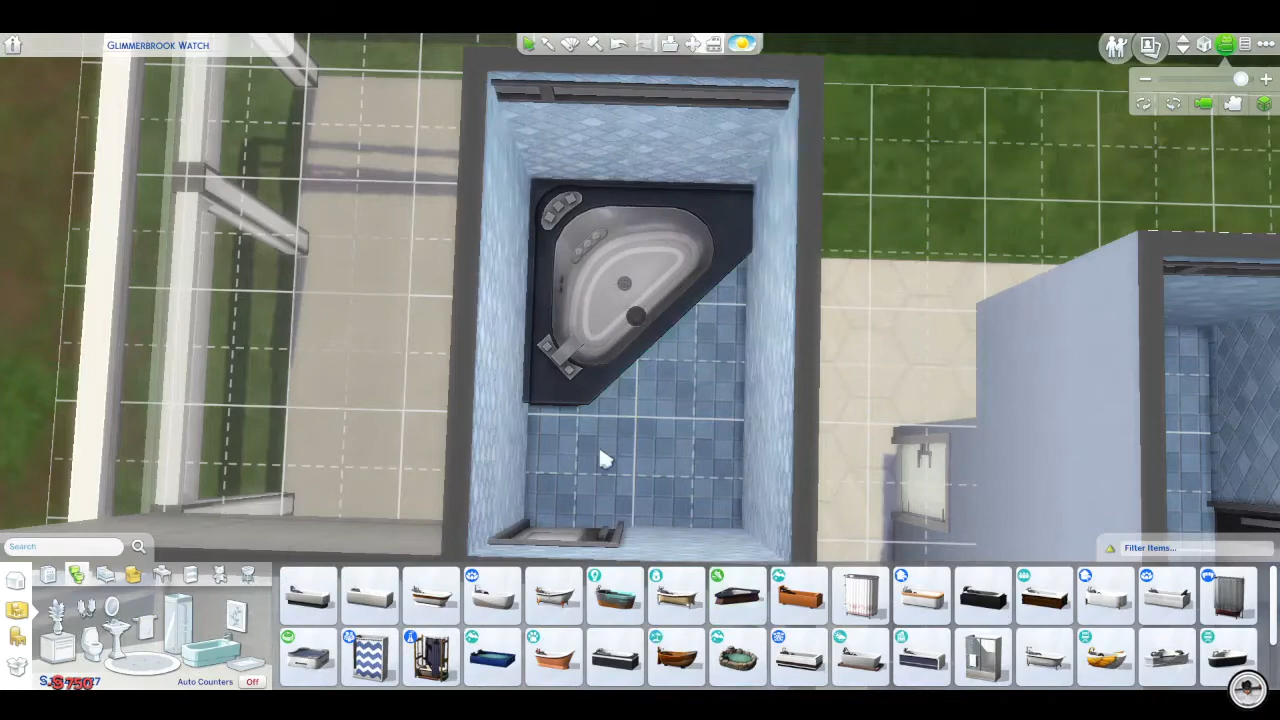 GLIMMERBROOK WATCH
Search
Filter Items...
Auto Counters
Off